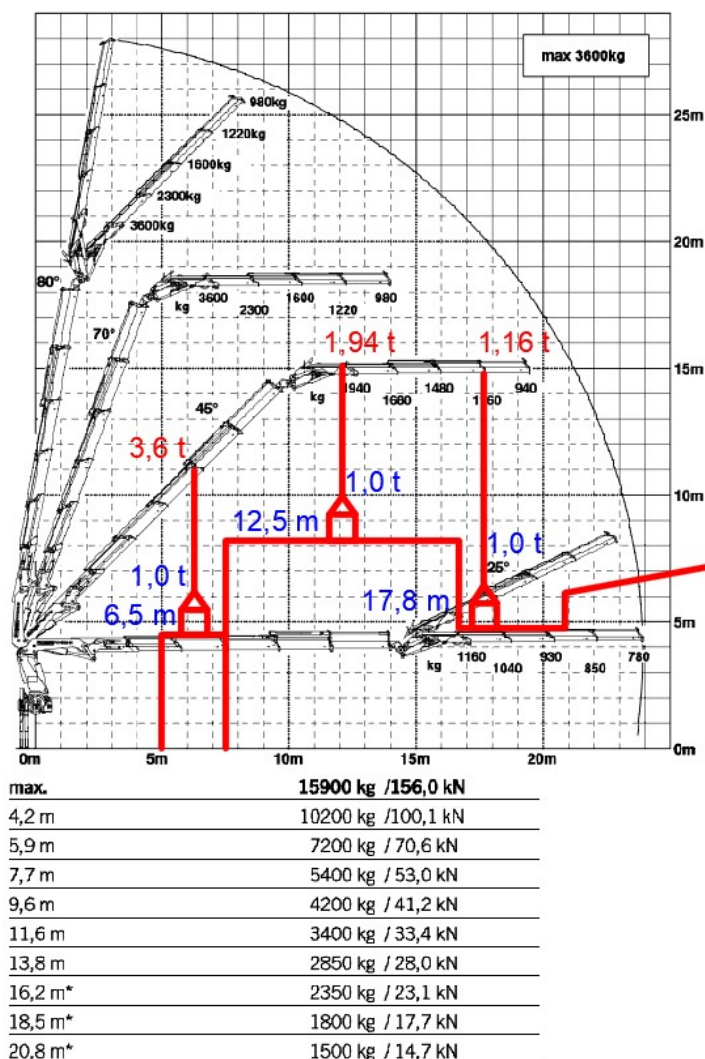 max 3600kg
25m
980kg
1220kg
1600kg
2300kg
3600kg
20m
80°
kg
3600
2300
1600
1220
980
70°
1,94 t
1,16 t
15m
kg
1940
1660
1480
1160
940
45°
3,6 t
1,0 t
10m
12,5 m
1,0 t
25°
1,0 t
17,8 m
6,5 m
5m
kg
1160
1040
930
850
780
0m
0m
5m
10m
15m
20m
max. 15900 kg /156,0 kN
4,2 m 10200 kg /100,1 kN
5,9 m 7200 kg / 70,6 kN
7,7 m 5400 kg / 53,0 kN
9,6 m 4200 kg / 41,2 kN
11,6 m 3400 kg / 33,4 kN
13,8 m 2850 kg / 28,0 kN
16,2 m* 2350 kg / 23,1 kN
18,5 m* 1800 kg / 17,7 kN
20,8 m* 1500 kg / 14,7 kN